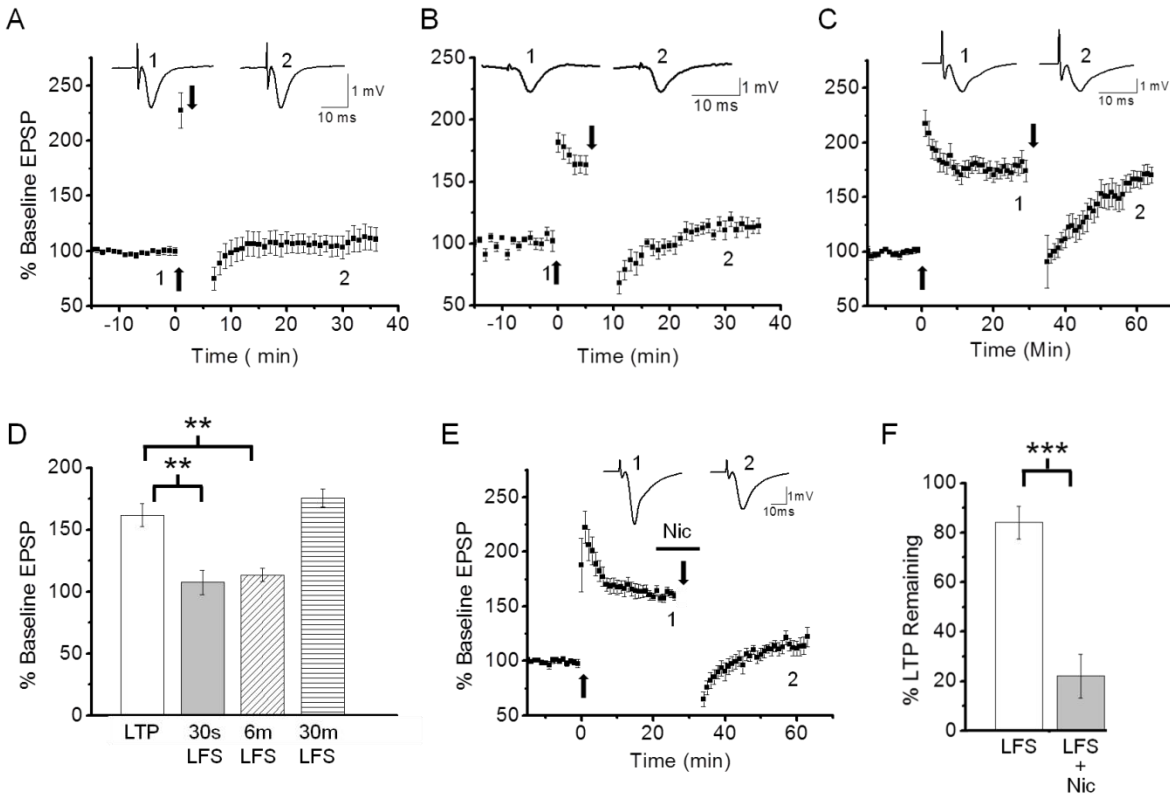 A
% Baseline EPSP
250
200
150
100
50
-10 0 10 20 30 40
Time ( min)
1
2
1 mV
10 ms
1
2
B
250
200
150
100
50
-10 0 10 20 30 40
Time (min)
1
2
1 mV
10 ms
1
2
C
250
200
150
100
50
0 20 40 60
Time (Min)
1
2
1 mV
10 ms
1
2
D
% Baseline EPSP
200
150
100
50
0
**
**
LTP
30s
LFS
6m
LFS
30m
LFS
E
% Baseline EPSP
250
200
150
100
50
0 20 40 60
Time (min)
1
2
1mV
10ms
Nic
1
2
F
% LTP Remaining
100
80
60
40
20
0
***
LFS
LFS
+
Nic